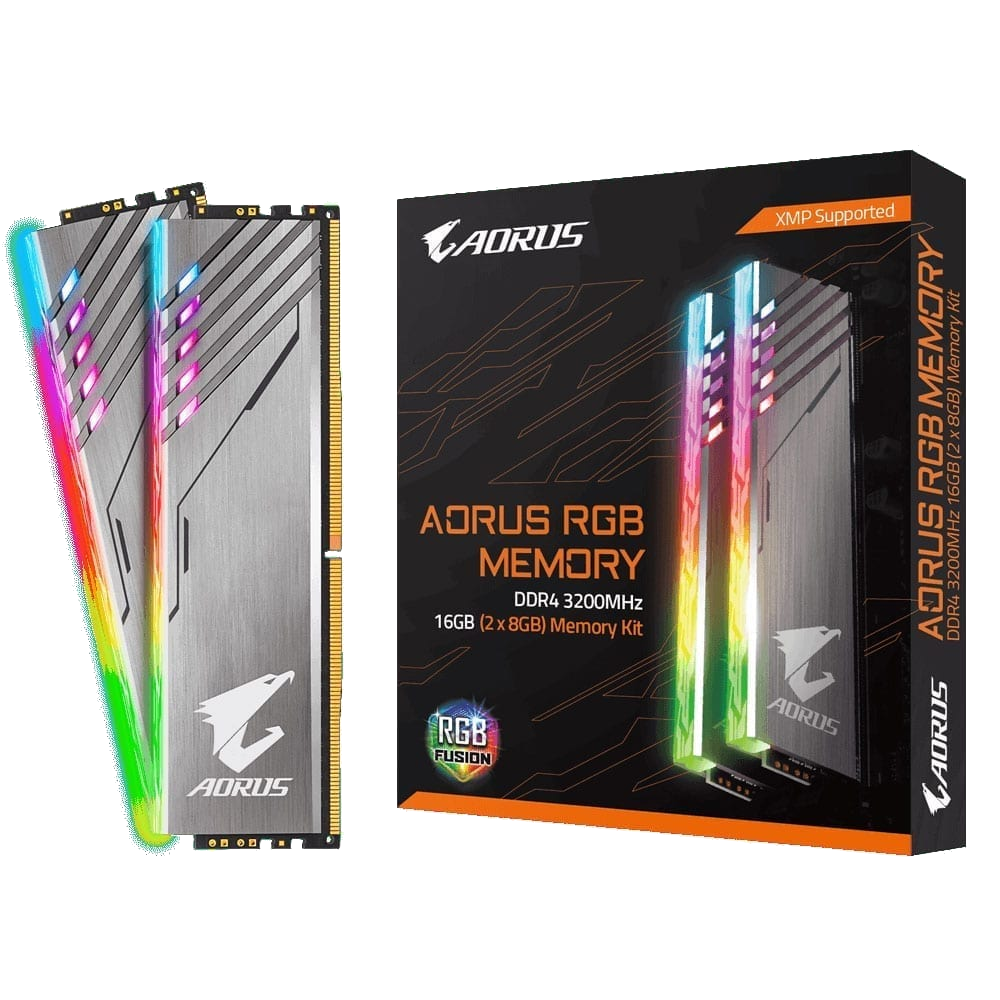 AORUS
AORUS
XMP Supported
AORUS RGB
MEMORY
DDR4 3200MHz
16GB (2 x 8GB) Memory Kit
RGB
FUSION
AORUS
AORUS RGB MEMORY
DDR4 3200MHz 16GB (2 x 8GB) Memory Kit
AORUS